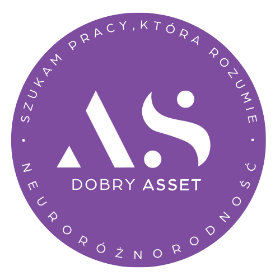 SZUKAM PRACY, KTÓRA ROZUMIE
AS
DOBRY ASSET
NEURORÓŻNORODNOŚĆ